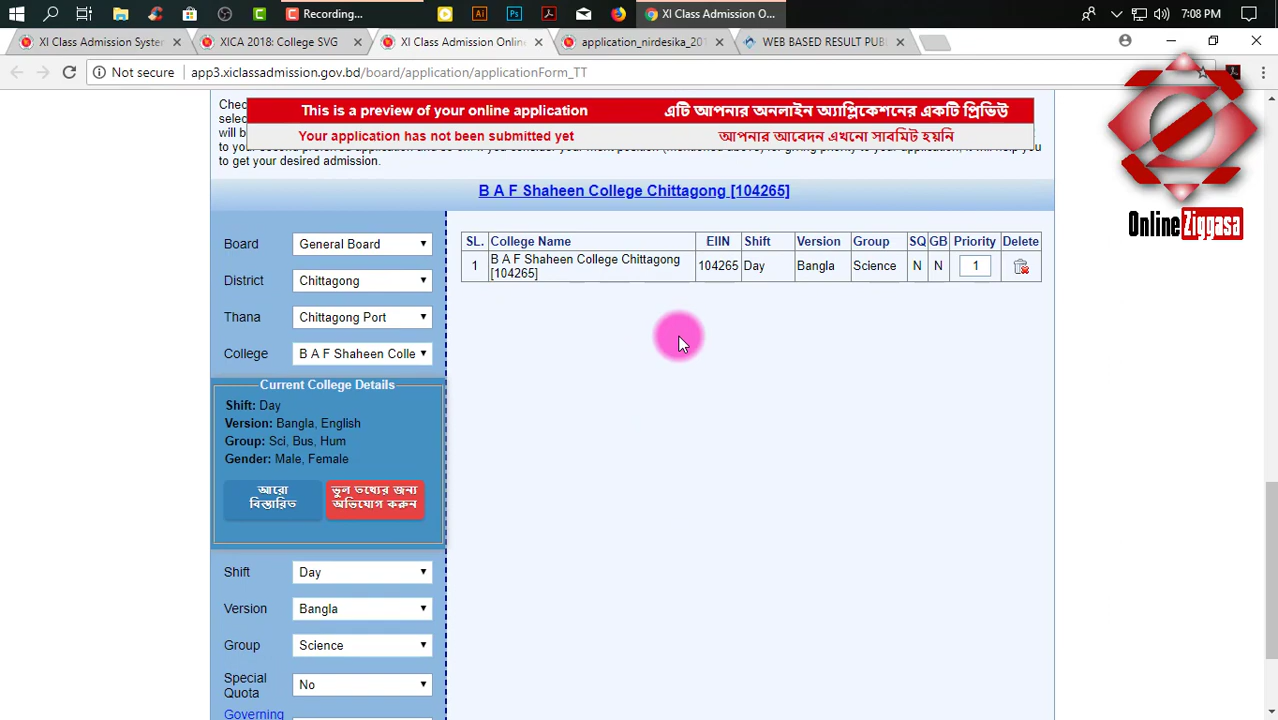 Recording...
XI Class Admission O...
7:08 PM
XI Class Admission Syster
XICA 2018: College SVG
XI Class Admission Online
application_nirdesika_201
WEB BASED RESULT PUB
Not secure
app3.xiclassadmission.gov.bd/board/application/applicationForm_TT
This is a preview of your online application
এটি আপনার অনলাইন অ্যাপ্লিকেশনের একটি প্রিভিউ
Your application has not been submitted yet
আপনার আবেদন এখনো সাবমিট হয়নি
to get your desired admission.
B A F Shaheen College Chittagong [104265]
Board General Board
District Chittagong
Thana Chittagong Port
College B A F Shaheen Colle
SL. College Name EIIN Shift Version Group SQ GB Priority Delete
1 B A F Shaheen College Chittagong [104265] 104265 Day Bangla Science N N 1
Current College Details
Shift: Day
Version: Bangla, English
Group: Sci, Bus, Hum
Gender: Male, Female
আরো
বিস্তারিত
ভুল তথ্যের জন্য
অভিযোগ করুন
Shift Day
Version Bangla
Group Science
Special
Quota No
Governing
Online Ziggasa